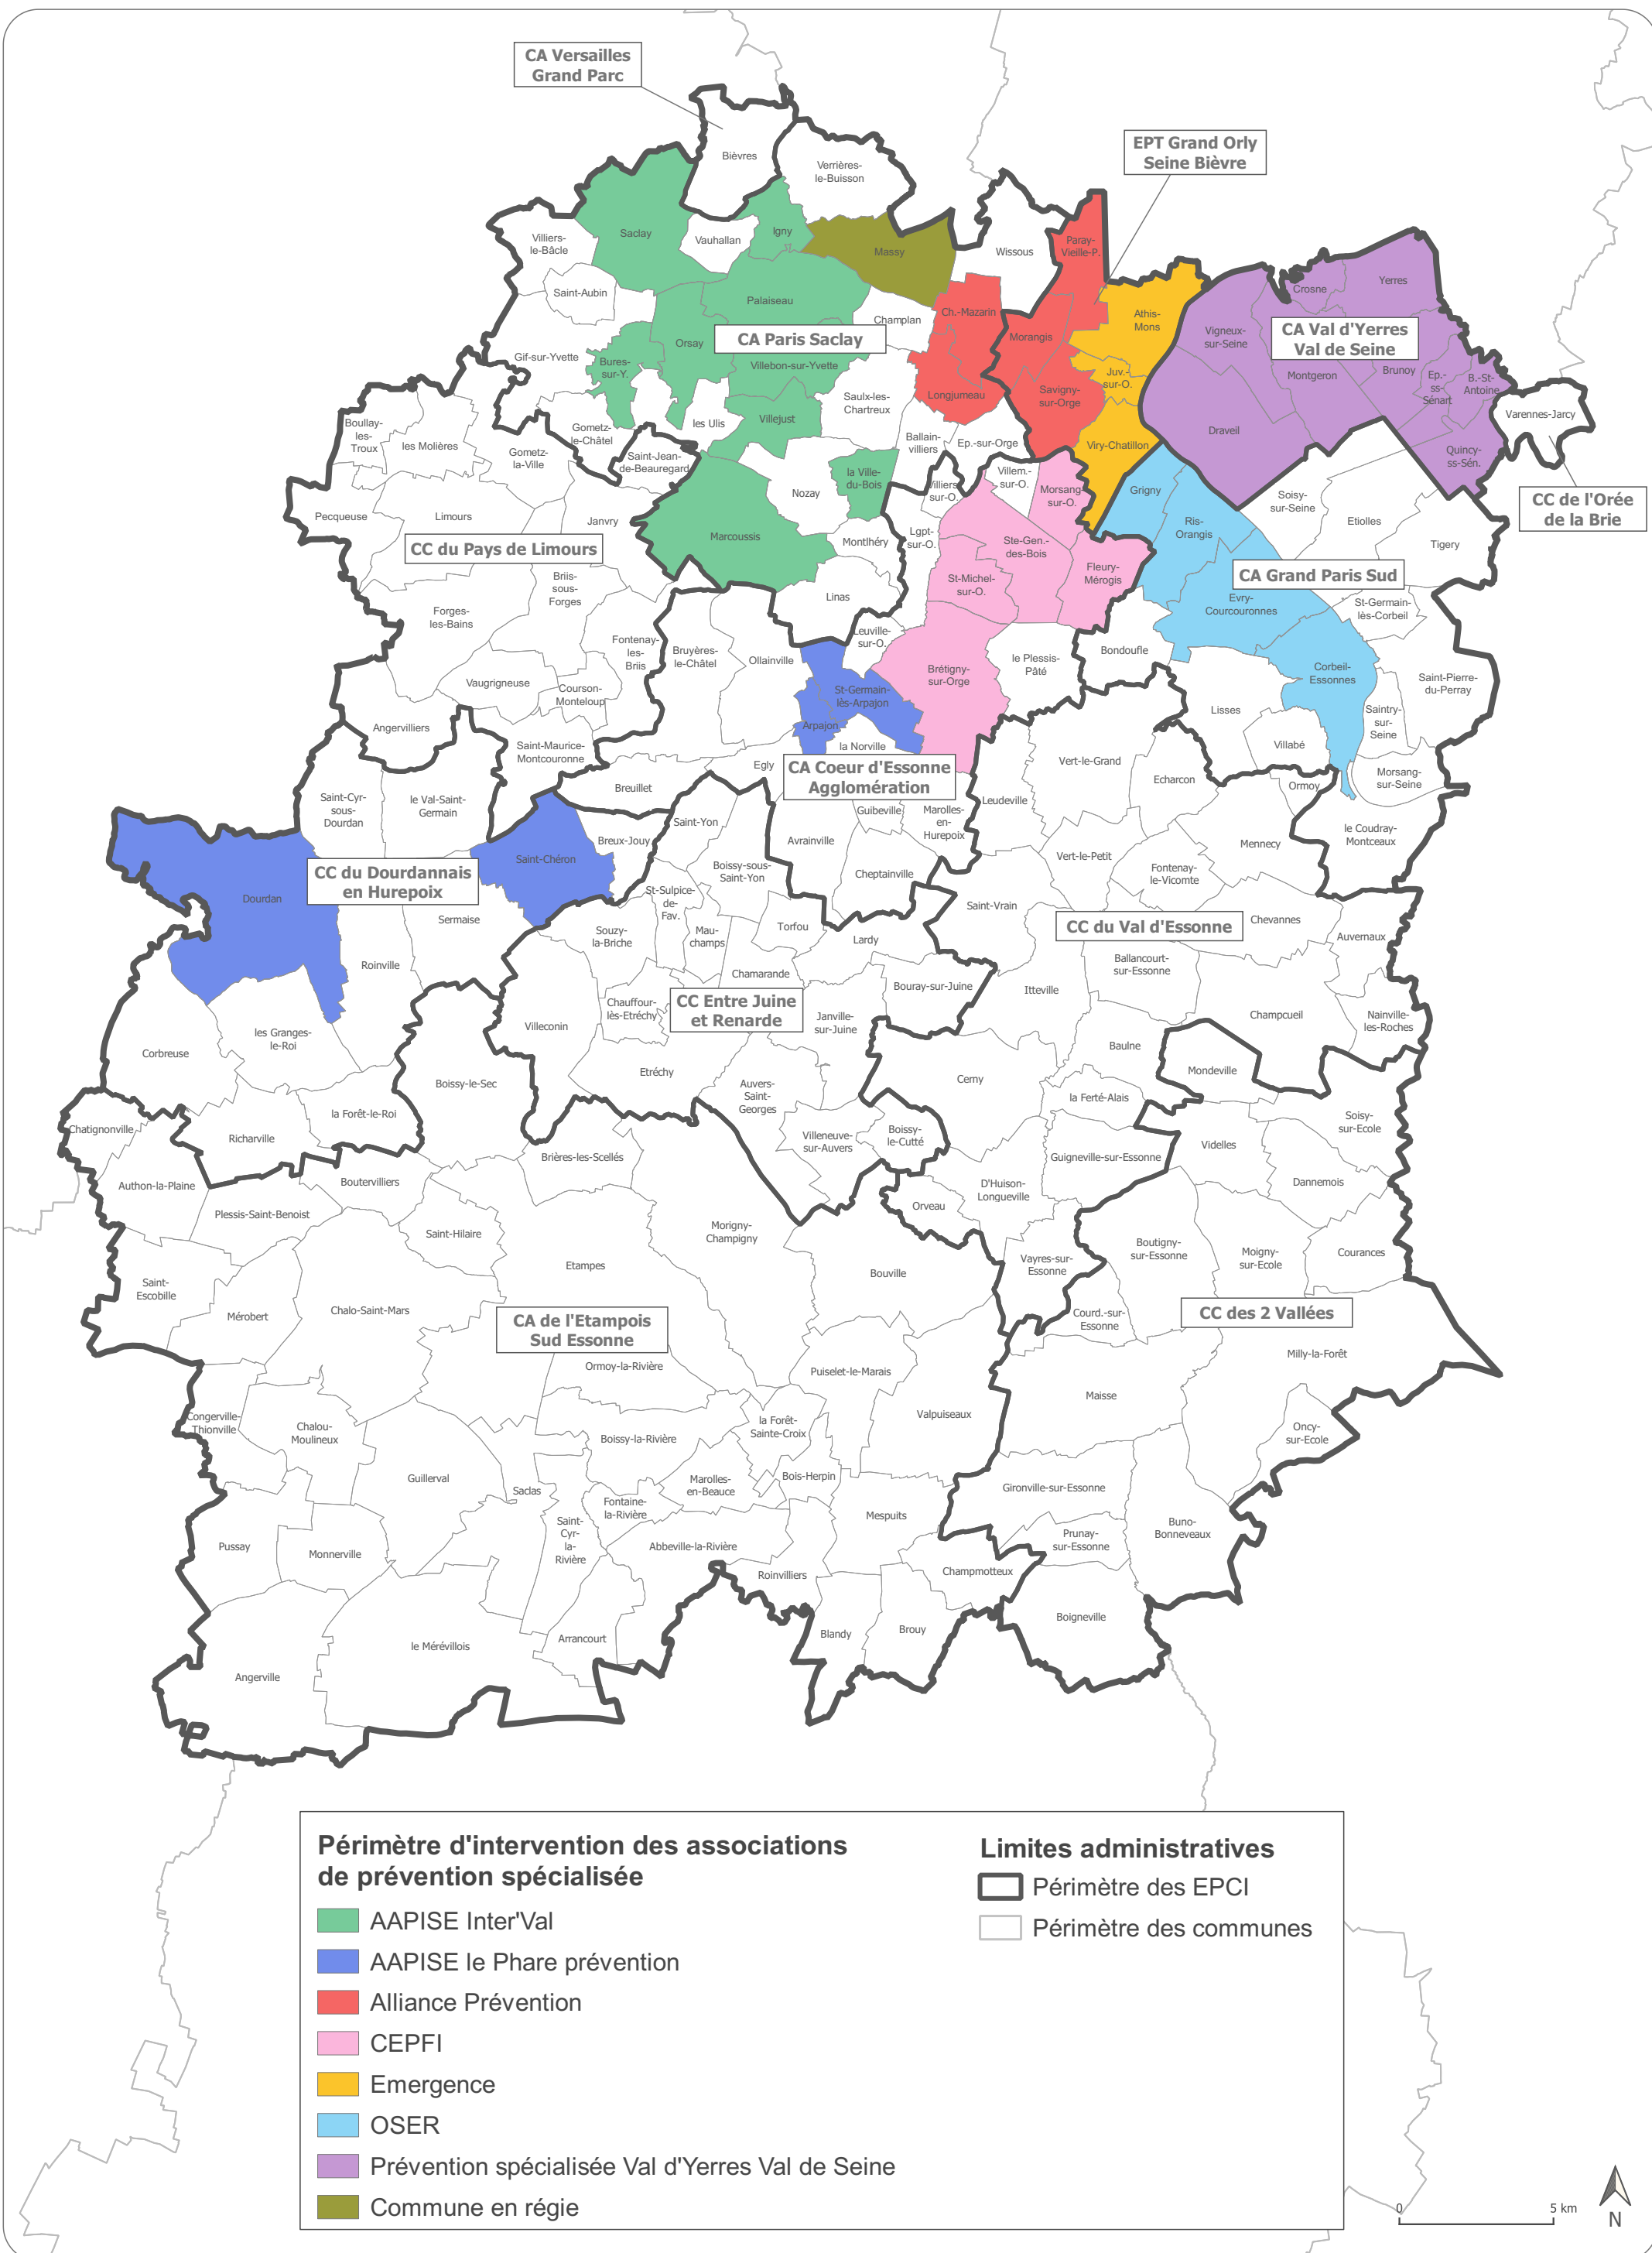 CA Versailles
Grand Parc
EPT Grand Orly
Seine Bièvre
Bièvres
Verrières-
le-Buisson
Villiers-
le-Bâcle
Saclay
Vauhallan
Igny
Massy
Wissous
Paray-
Vieille-P.
Saint-Aubin
Palaiseau
Champlan
Ch.-Mazarin
Morangis
Athis-
Mons
Crosne
Yerres
Vigneux-
sur-Seine
CA Val d'Yerres
Val de Seine
CA Paris Saclay
Orsay
Gif-sur-Yvette
Bures-
sur-Y.
Villebon-sur-Yvette
Longjumeau
Savigny-
sur-Orge
Juv.-
sur-O.
Montgeron
Brunoy
Ep.-
ss-
Sénart
B.-St-
Antoine
Varennes-Jarcy
Saulx-les-
Chartreux
Boullay-
les-
Troux
les Molières
Gometz-
le-Châtel
les Ulis
Villejust
Ballain-
villiers
Ep.-sur-Orge
Viry-Chatillon
Draveil
Quincy-
ss-Sén.
Gometz-
la-Ville
Saint-Jean-
de-Beauregard
Nozay
la Ville-
du-Bois
Villiers-
sur-O.
Villem.-
sur-O.
Morsang-
sur-O.
Grigny
Soisy-
sur-Seine
Etiolles
CC de l'Orée
de la Brie
Pecqueuse
Limours
Janvry
Marcoussis
Montlhéry
Lgpt-
sur-O.
Ste-Gen.-
des-Bois
Ris-
Orangis
Tigery
CC du Pays de Limours
Briis-
sous-
Forges
St-Michel-
sur-O.
Fleury-
Mérogis
CA Grand Paris Sud
Evry-
Courcouronnes
St-Germain-
lès-Corbeil
Forges-
les-Bains
Linas
Leuville-
sur-O.
Fontenay-
les-
Briis
Bruyères-
le-Châtel
Ollainville
Brétigny-
sur-Orge
le Plessis-
Pâté
Bondoufle
Corbeil-
Essonnes
Saint-Pierre-
du-Perray
Vaugrigneuse
Courson-
Monteloup
St-Germain-
lès-Arpajon
Arpajon
Lisses
Saintry-
sur-
Seine
Angervilliers
Saint-Maurice-
Montcouronne
la Norville
Villabé
Egly
CA Coeur d'Essonne
Agglomération
Vert-le-Grand
Echarcon
Ormoy
Morsang-
sur-Seine
Breuillet
Saint-Cyr-
sous-
Dourdan
le Val-Saint-
Germain
Saint-Yon
Guibeville
Marolles-
en-
Hurepoix
Leudeville
le Coudray-
Montceaux
Breux-Jouy
Avrainville
Mennecy
Saint-Chéron
Boissy-sous-
Saint-Yon
Cheptainville
Vert-le-Petit
Fontenay-
le-Vicomte
CC du Dourdannais
en Hurepoix
Dourdan
St-Sulpice-
de-
Fav.
Saint-Vrain
CC du Val d'Essonne
Chevannes
Auvernaux
Sermaise
Souzy-
la-Briche
Mau-
champs
Torfou
Lardy
Roinville
Chamarande
Ballancourt-
sur-Essonne
Itteville
Bouray-sur-Juine
Chauffour-
lès-Etréchy
CC Entre Juine
et Renarde
Janville-
sur-Juine
Champcueil
Nainville-
les-Roches
Villeconin
les Granges-
le-Roi
Corbreuse
Baulne
Etréchy
Cerny
Mondeville
Boissy-le-Sec
Auvers-
Saint-
Georges
la Ferté-Alais
la Forêt-le-Roi
Soisy-
sur-Ecole
Chatignonville
Richarville
Villeneuve-
sur-Auvers
Boissy-
le-Cutté
Videlles
Guigneville-sur-Essonne
Brières-les-Scellés
Authon-la-Plaine
Boutervilliers
D'Huison-
Longueville
Dannemois
Orveau
Plessis-Saint-Benoist
Saint-Hilaire
Morigny-
Champigny
Boutigny-
sur-Essonne
Moigny-
sur-Ecole
Courances
Etampes
Bouville
Vayres-sur-
Essonne
Saint-
Escobille
Mérobert
Chalo-Saint-Mars
CA de l'Etampois
Sud Essonne
Courd.-sur-
Essonne
CC des 2 Vallées
Milly-la-Forêt
Ormoy-la-Rivière
Puiselet-le-Marais
Maisse
Congerville-
Thionville
Chalou-
Moulineux
la Forêt-
Sainte-Croix
Valpuiseaux
Oncy-
sur-Ecole
Boissy-la-Rivière
Guillerval
Saclas
Marolles-
en-Beauce
Bois-Herpin
Gironville-sur-Essonne
Fontaine-
la-Rivière
Mespuits
Saint-
Cyr-
la-
Rivière
Prunay-
sur-Essonne
Buno-
Bonneveaux
Pussay
Monnerville
Abbeville-la-Rivière
Roinvilliers
Champmotteux
Boigneville
le Mérévillois
Arrancourt
Blandy
Brouy
Angerville
Périmètre d'intervention des associations
de prévention spécialisée
AAPISE Inter'Val
AAPISE le Phare prévention
Alliance Prévention
CEPFI
Emergence
OSER
Prévention spécialisée Val d'Yerres Val de Seine
Commune en régie
Limites administratives
Périmètre des EPCI
Périmètre des communes
0
5 km
N